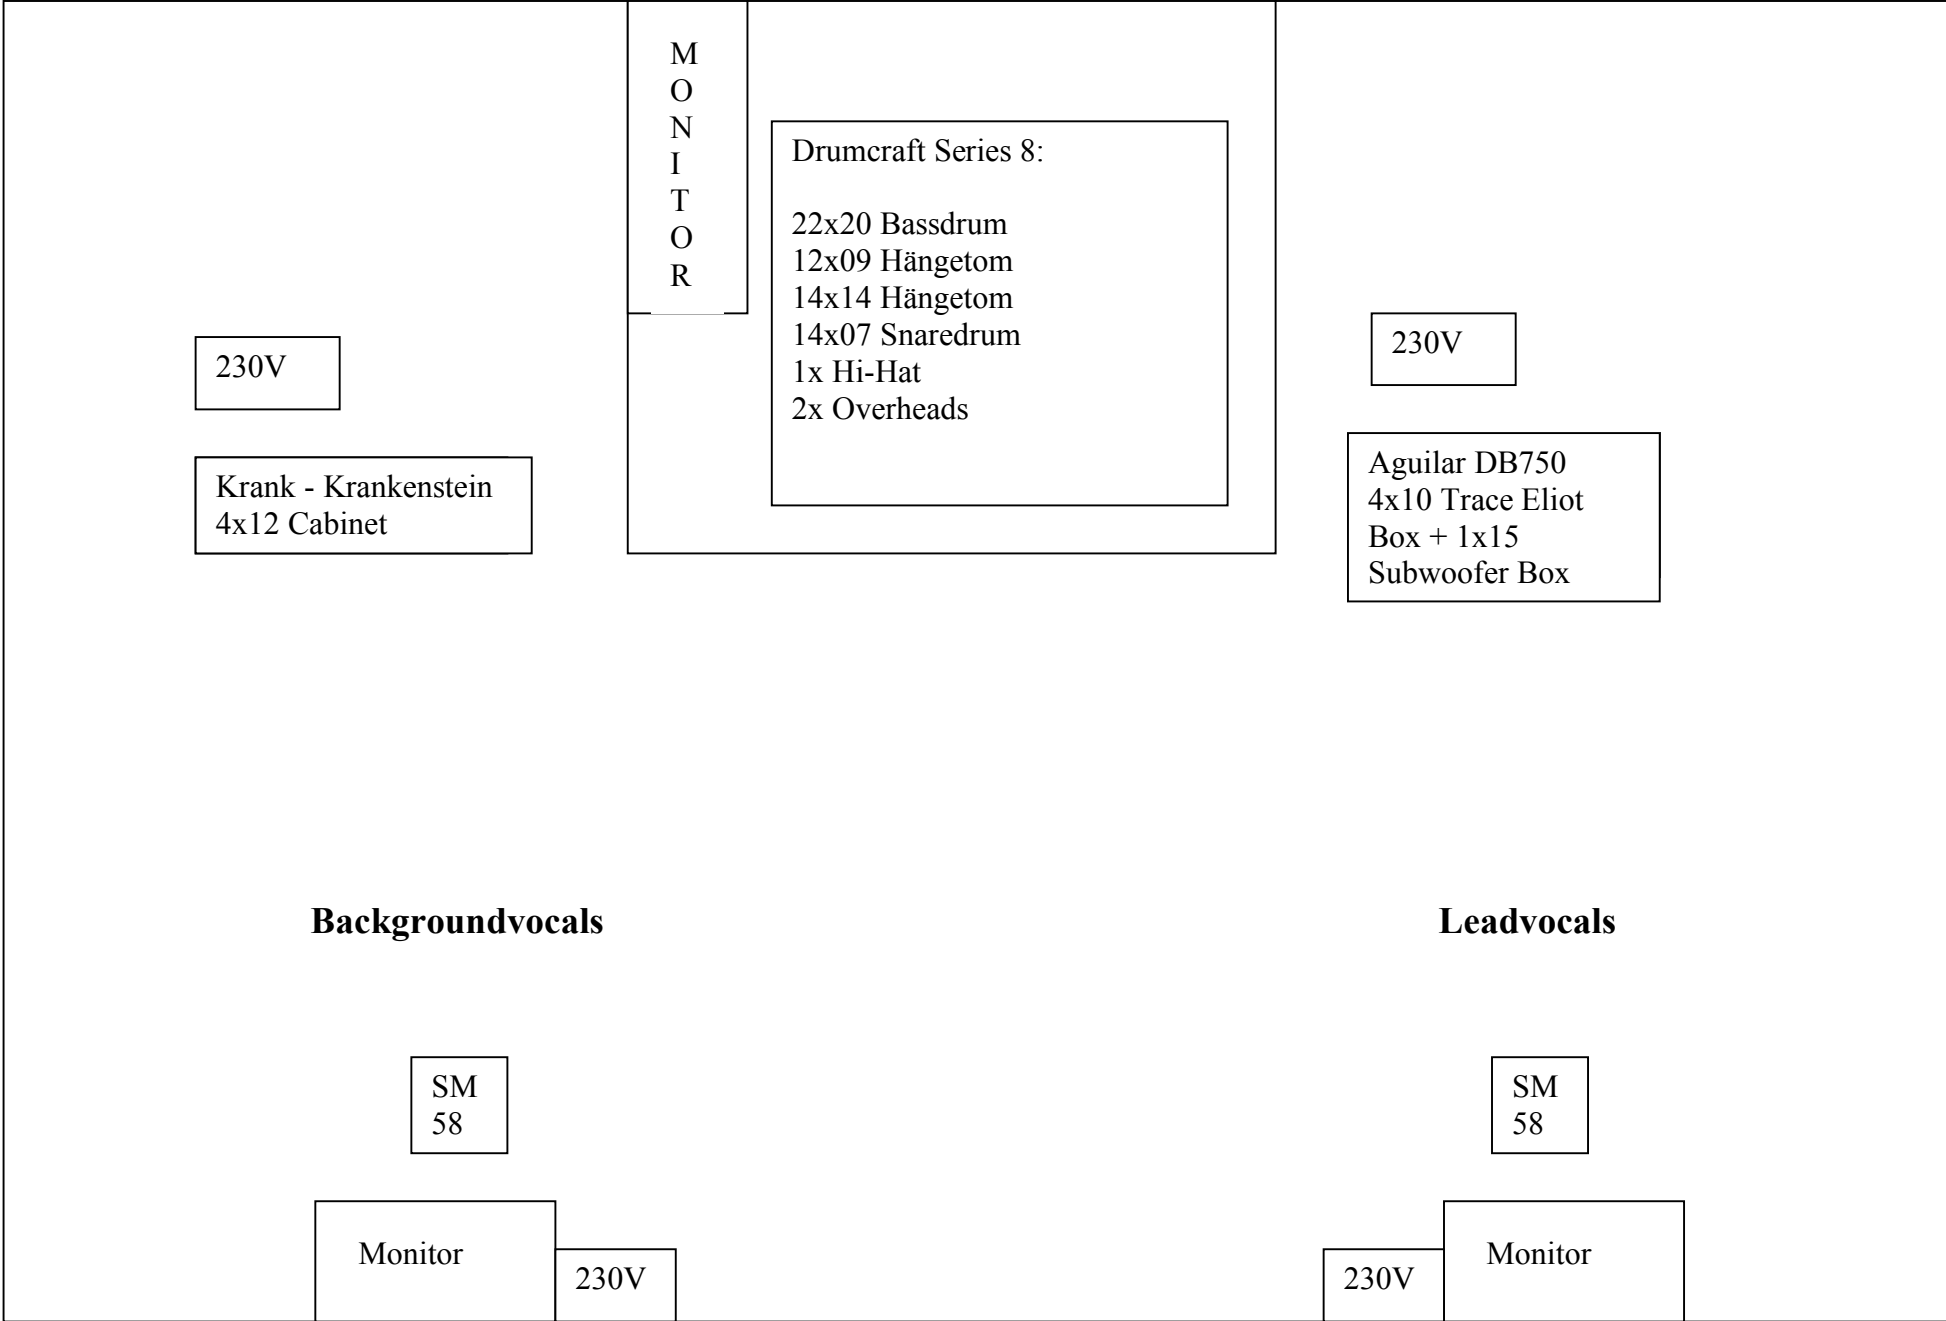 M
O
N
I
T
O
R
Drumcraft Series 8:
22x20 Bassdrum
12x09 Hängetom
14x14 Hängetom
14x07 Snaredrum
1x Hi-Hat
2x Overheads
230V
230V
Krank - Krankenstein
4x12 Cabinet
Aguilar DB750
4x10 Trace Eliot
Box + 1x15
Subwoofer Box
Backgroundvocals
Leadvocals
SM
58
SM
58
Monitor
230V
230V
Monitor